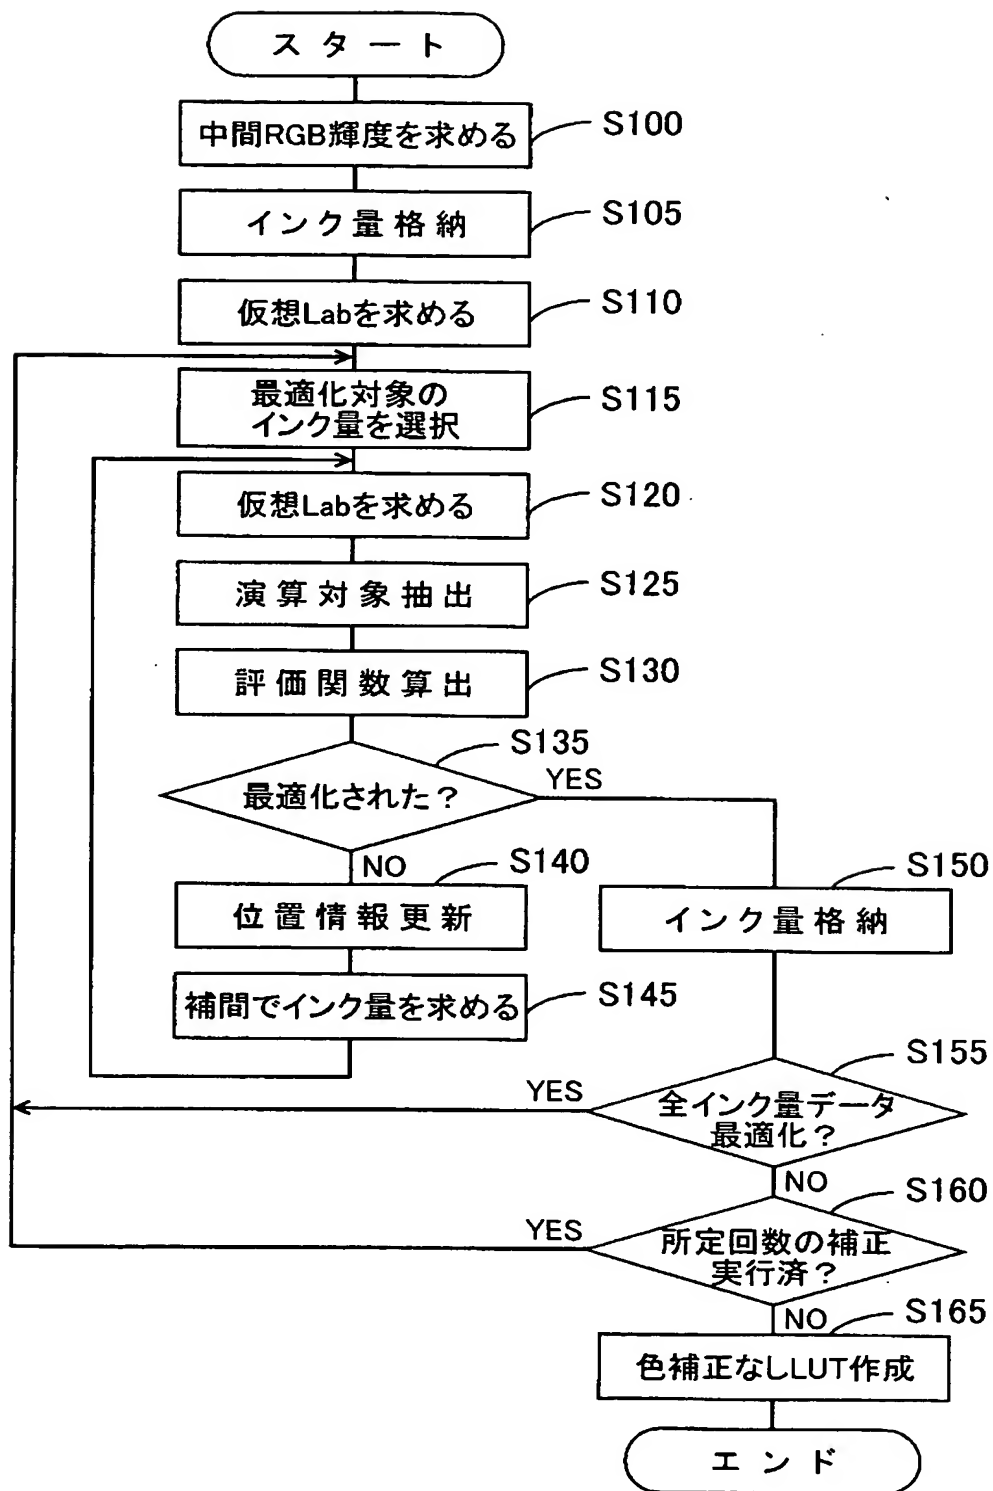 スタート
中間RGB輝度を求める
S100
インク量格納
S105
仮想Labを求める
S110
最適化対象の
インク量を選択
S115
仮想Labを求める
S120
演算対象抽出
S125
評価関数算出
S130
S135
最適化された？
YES
NO
S140
位置情報更新
補間でインク量を求める
S145
S150
インク量格納
S155
全インク量データ
最適化？
YES
NO
S160
所定回数の補正
実行済？
YES
NO
S165
色補正なしLUT作成
エンド